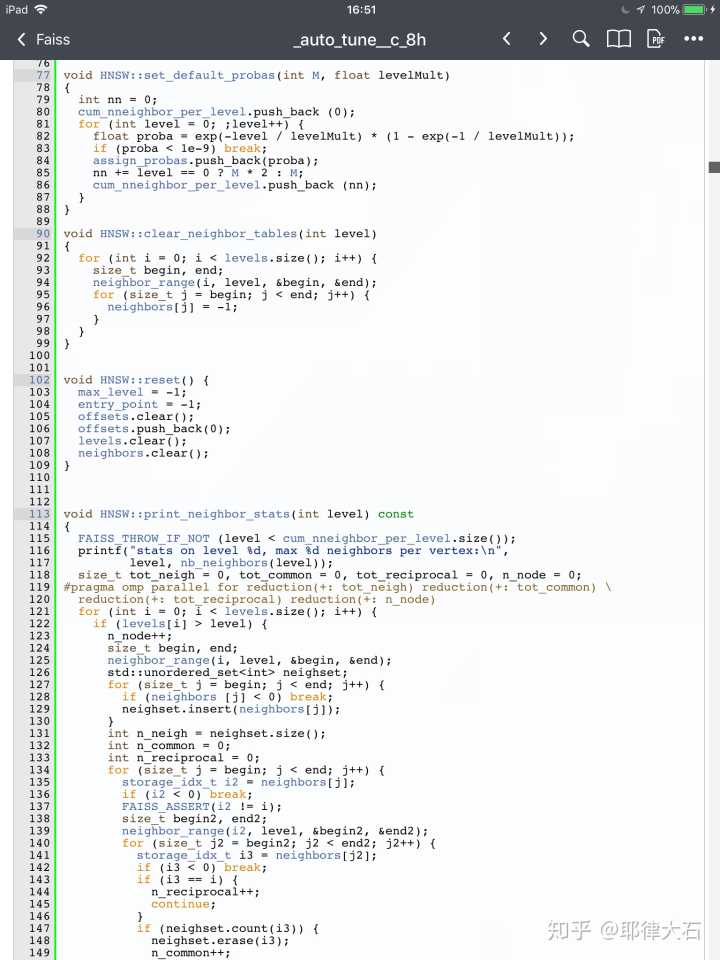 iPad 16:51 100%
Faiss _auto_tune__c_8h PDF
76
77 void HNSW::set_default_probas(int M, float levelMult)
78 {
79   int nn = 0;
80   cum_nneighbor_per_level.push_back (0);
81   for (int level = 0; ;level++) {
82     float proba = exp(-level / levelMult) * (1 - exp(-1 / levelMult));
83     if (proba < 1e-9) break;
84     assign_probas.push_back(proba);
85     nn += level == 0 ? M * 2 : M;
86     cum_nneighbor_per_level.push_back (nn);
87   }
88 }
89
90 void HNSW::clear_neighbor_tables(int level)
91 {
92   for (int i = 0; i < levels.size(); i++) {
93     size_t begin, end;
94     neighbor_range(i, level, &begin, &end);
95     for (size_t j = begin; j < end; j++) {
96       neighbors[j] = -1;
97     }
98   }
99 }
100
101
102 void HNSW::reset() {
103   max_level = -1;
104   entry_point = -1;
105   offsets.clear();
106   offsets.push_back(0);
107   levels.clear();
108   neighbors.clear();
109 }
110
111
112
113 void HNSW::print_neighbor_stats(int level) const
114 {
115   FAISS_THROW_IF_NOT (level < cum_nneighbor_per_level.size());
116   printf("stats on level %d, max %d neighbors per vertex:\n",
117          level, nb_neighbors(level));
118   size_t tot_neigh = 0, tot_common = 0, tot_reciprocal = 0, n_node = 0;
119 #pragma omp parallel for reduction(+: tot_neigh) reduction(+: tot_common) \
120   reduction(+: tot_reciprocal) reduction(+: n_node)
121   for (int i = 0; i < levels.size(); i++) {
122     if (levels[i] > level) {
123       n_node++;
124       size_t begin, end;
125       neighbor_range(i, level, &begin, &end);
126       std::unordered_set<int> neighset;
127       for (size_t j = begin; j < end; j++) {
128         if (neighbors [j] < 0) break;
129         neighset.insert(neighbors[j]);
130       }
131       int n_neigh = neighset.size();
132       int n_common = 0;
133       int n_reciprocal = 0;
134       for (size_t j = begin; j < end; j++) {
135         storage_idx_t i2 = neighbors[j];
136         if (i2 < 0) break;
137         FAISS_ASSERT(i2 != i);
138         size_t begin2, end2;
139         neighbor_range(i2, level, &begin2, &end2);
140         for (size_t j2 = begin2; j2 < end2; j2++) {
141           storage_idx_t i3 = neighbors[j2];
142           if (i3 < 0) break;
143           if (i3 == i) {
144             n_reciprocal++;
145             continue;
146           }
147           if (neighset.count(i3)) {
148             neighset.erase(i3);
149             n_common++;
知乎 @耶律大石